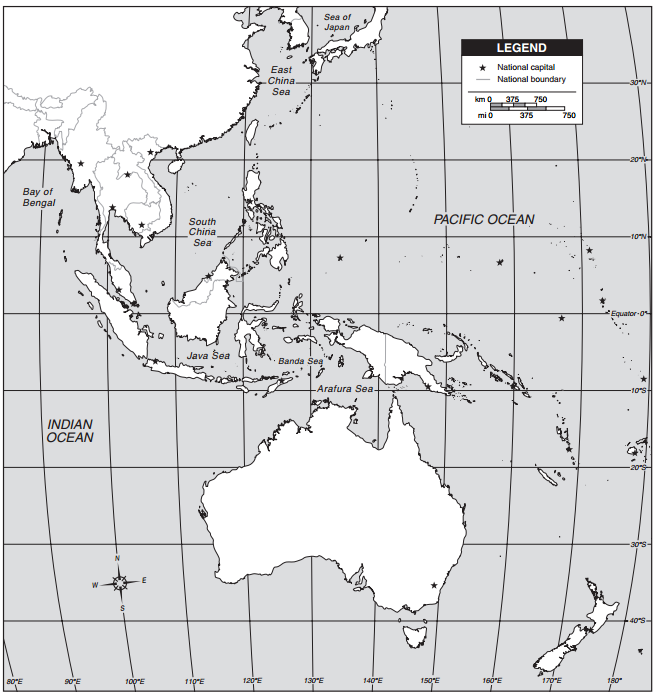 Sea of
Japan
East
China
Sea
LEGEND
National capital
National boundary
km 0 375 750
mi 0 375 750
30°N
20°N
Bay of
Bengal
South
China
Sea
PACIFIC OCEAN
10°N
Equator 0°
Java Sea
Banda Sea
Arafura Sea
10°S
INDIAN
OCEAN
20°S
30°S
N
W E
S
40°S
80°E 90°E 100°E 110°E 120°E 130°E 140°E 150°E 160°E 170°E 180°